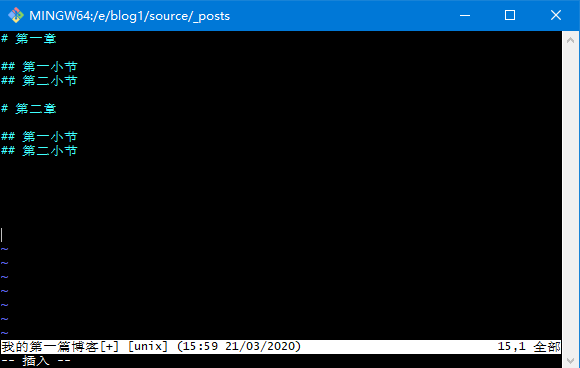 MINGW64:/e/blog1/source/_posts
# 第一章
## 第一小节
## 第二小节
# 第二章
## 第一小节
## 第二小节
~
~
~
~
~
~
~
我的第一篇博客[+] [unix] (15:59 21/03/2020) 15,1 全部
-- 插入 --